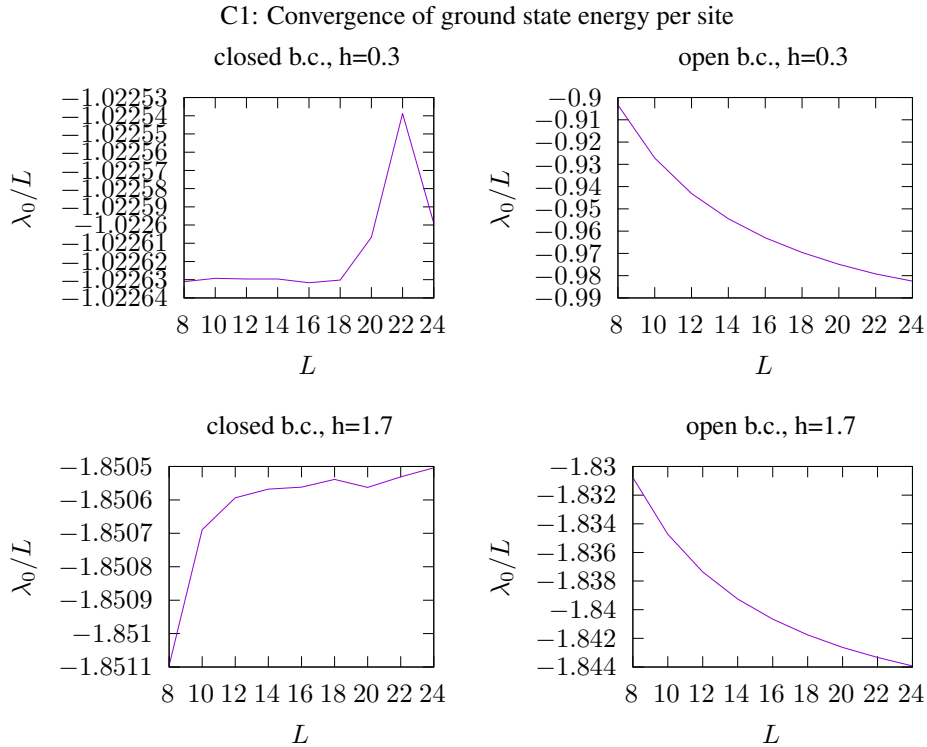 C1: Convergence of ground state energy per site
closed b.c., h=0.3
−1.02253
−1.02254
−1.02255
−1.02256
−1.02257
−1.02258
−1.02259
−1.0226
−1.02261
−1.02262
−1.02263
−1.02264
λ₀/L
8 10 12 14 16 18 20 22 24
L
open b.c., h=0.3
−0.9
−0.91
−0.92
−0.93
−0.94
−0.95
−0.96
−0.97
−0.98
−0.99
λ₀/L
8 10 12 14 16 18 20 22 24
L
closed b.c., h=1.7
−1.8505
−1.8506
−1.8507
−1.8508
−1.8509
−1.851
−1.8511
λ₀/L
8 10 12 14 16 18 20 22 24
L
open b.c., h=1.7
−1.83
−1.832
−1.834
−1.836
−1.838
−1.84
−1.842
−1.844
λ₀/L
8 10 12 14 16 18 20 22 24
L